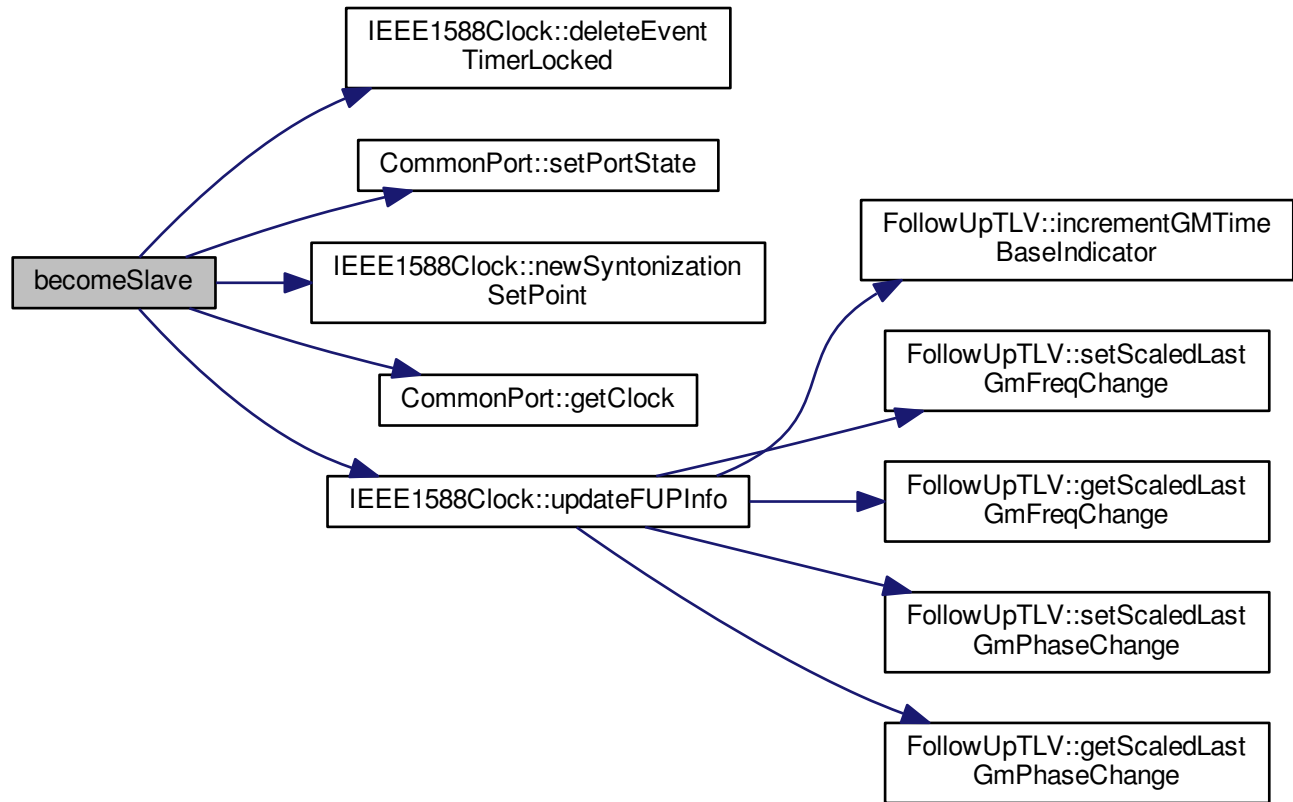 IEEE1588Clock::deleteEvent
TimerLocked
CommonPort::setPortState
becomeSlave
IEEE1588Clock::newSyntonization
SetPoint
CommonPort::getClock
IEEE1588Clock::updateFUPInfo
FollowUpTLV::incrementGMTime
BaseIndicator
FollowUpTLV::setScaledLast
GmFreqChange
FollowUpTLV::getScaledLast
GmFreqChange
FollowUpTLV::setScaledLast
GmPhaseChange
FollowUpTLV::getScaledLast
GmPhaseChange